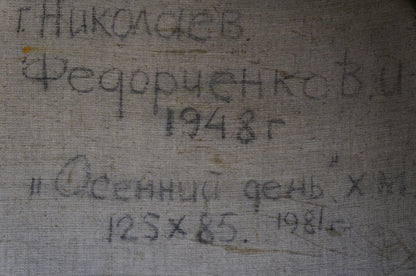 г. Николаев.
Федорченко В. И
1948 г
„Осенний день" х м.
125 х 85. 1981 г.